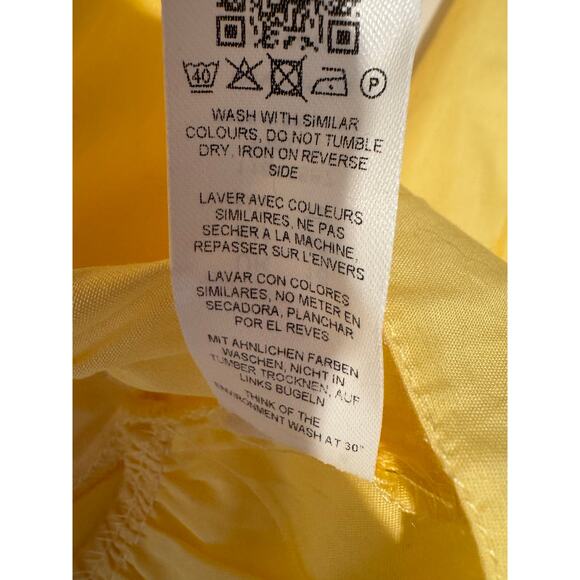 40 P
WASH WITH SIMILAR
COLOURS, DO NOT TUMBLE
DRY, IRON ON REVERSE
SIDE
LAVER AVEC COULEURS
SIMILAIRES, NE PAS
SECHER A LA MACHINE,
REPASSER SUR L'ENVERS
LAVAR CON COLORES
SIMILARES, NO METER EN
SECADORA, PLANCHAR
POR EL REVES
MIT AHNLICHEN FARBEN
WASCHEN, NICHT IN
TUMBER TROCKNEN, AUF
LINKS BUGELN
THINK OF THE
ENVIRONMENT WASH AT 30°